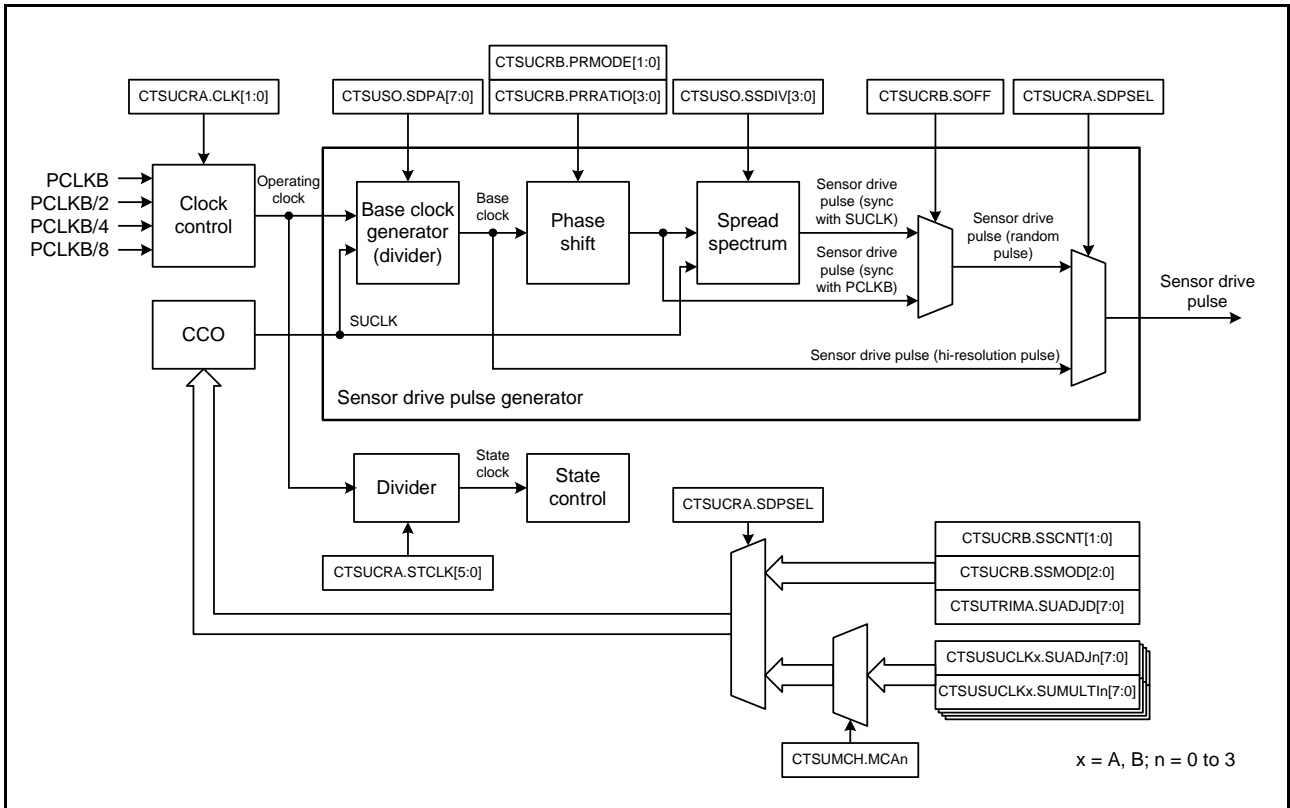 CTSUCRB.PRMODE[1:0]
CTSUCRA.CLK[1:0]
CTSUSO.SDPA[7:0]
CTSUCRB.PRRATIO[3:0]
CTSUSO.SSDIV[3:0]
CTSUCRB.SOFF
CTSUCRA.SDPSEL
PCLKB
PCLKB/2
PCLKB/4
PCLKB/8
Clock
control
Operating
clock
Base clock
generator
(divider)
Base
clock
Phase
shift
Spread
spectrum
Sensor drive
pulse (sync
with SUCLK)
Sensor drive
pulse (sync
with PCLKB)
Sensor drive
pulse (random
pulse)
Sensor drive
pulse
CCO
SUCLK
Sensor drive pulse (hi-resolution pulse)
Sensor drive pulse generator
Divider
State
clock
State
control
CTSUCRA.STCLK[5:0]
CTSUCRA.SDPSEL
CTSUCRB.SSCNT[1:0]
CTSUCRB.SSMOD[2:0]
CTSUTRIMA.SUADJD[7:0]
CTSUSUCLKx.SUADJn[7:0]
CTSUSUCLKx.SUMULTIn[7:0]
CTSUMCH.MCAn
x = A, B; n = 0 to 3